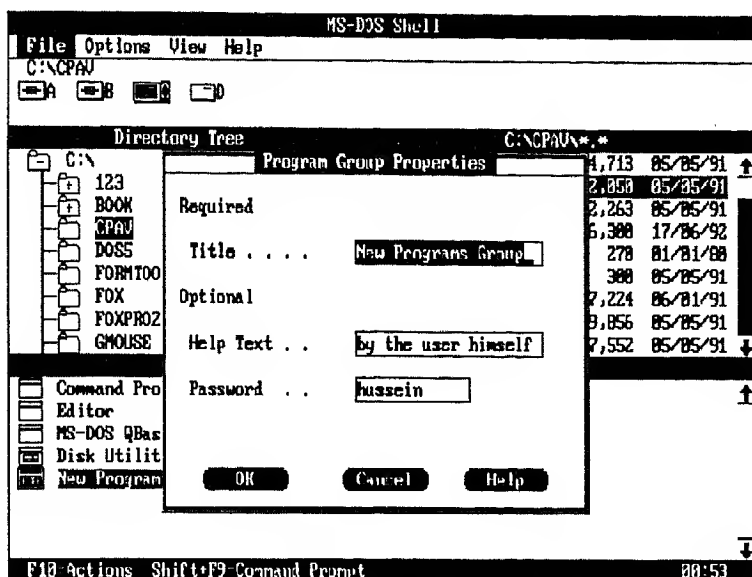 MS-DOS Shell
File Options View Help
C:\CPAV
A B D
Directory Tree
C:\CPAV\*.*
C:\
123
BOOK
CPAV
DOS5
FORMTOO
FOX
FOXPRO2
GMOUSE
4,713 05/05/91
2,050 05/05/91
2,263 05/05/91
6,300 17/06/92
270 01/01/80
300 05/05/91
7,224 06/01/91
9,056 05/05/91
7,552 05/05/91
Program Group Properties
Required
Title . . . . New Programs Group
Optional
Help Text . . by the user himself
Password . . hussein
OK Cancel Help
Command Pro
Editor
MS-DOS QBas
Disk Utilit
New Program
F10=Actions Shift+F9=Command Prompt 00:53